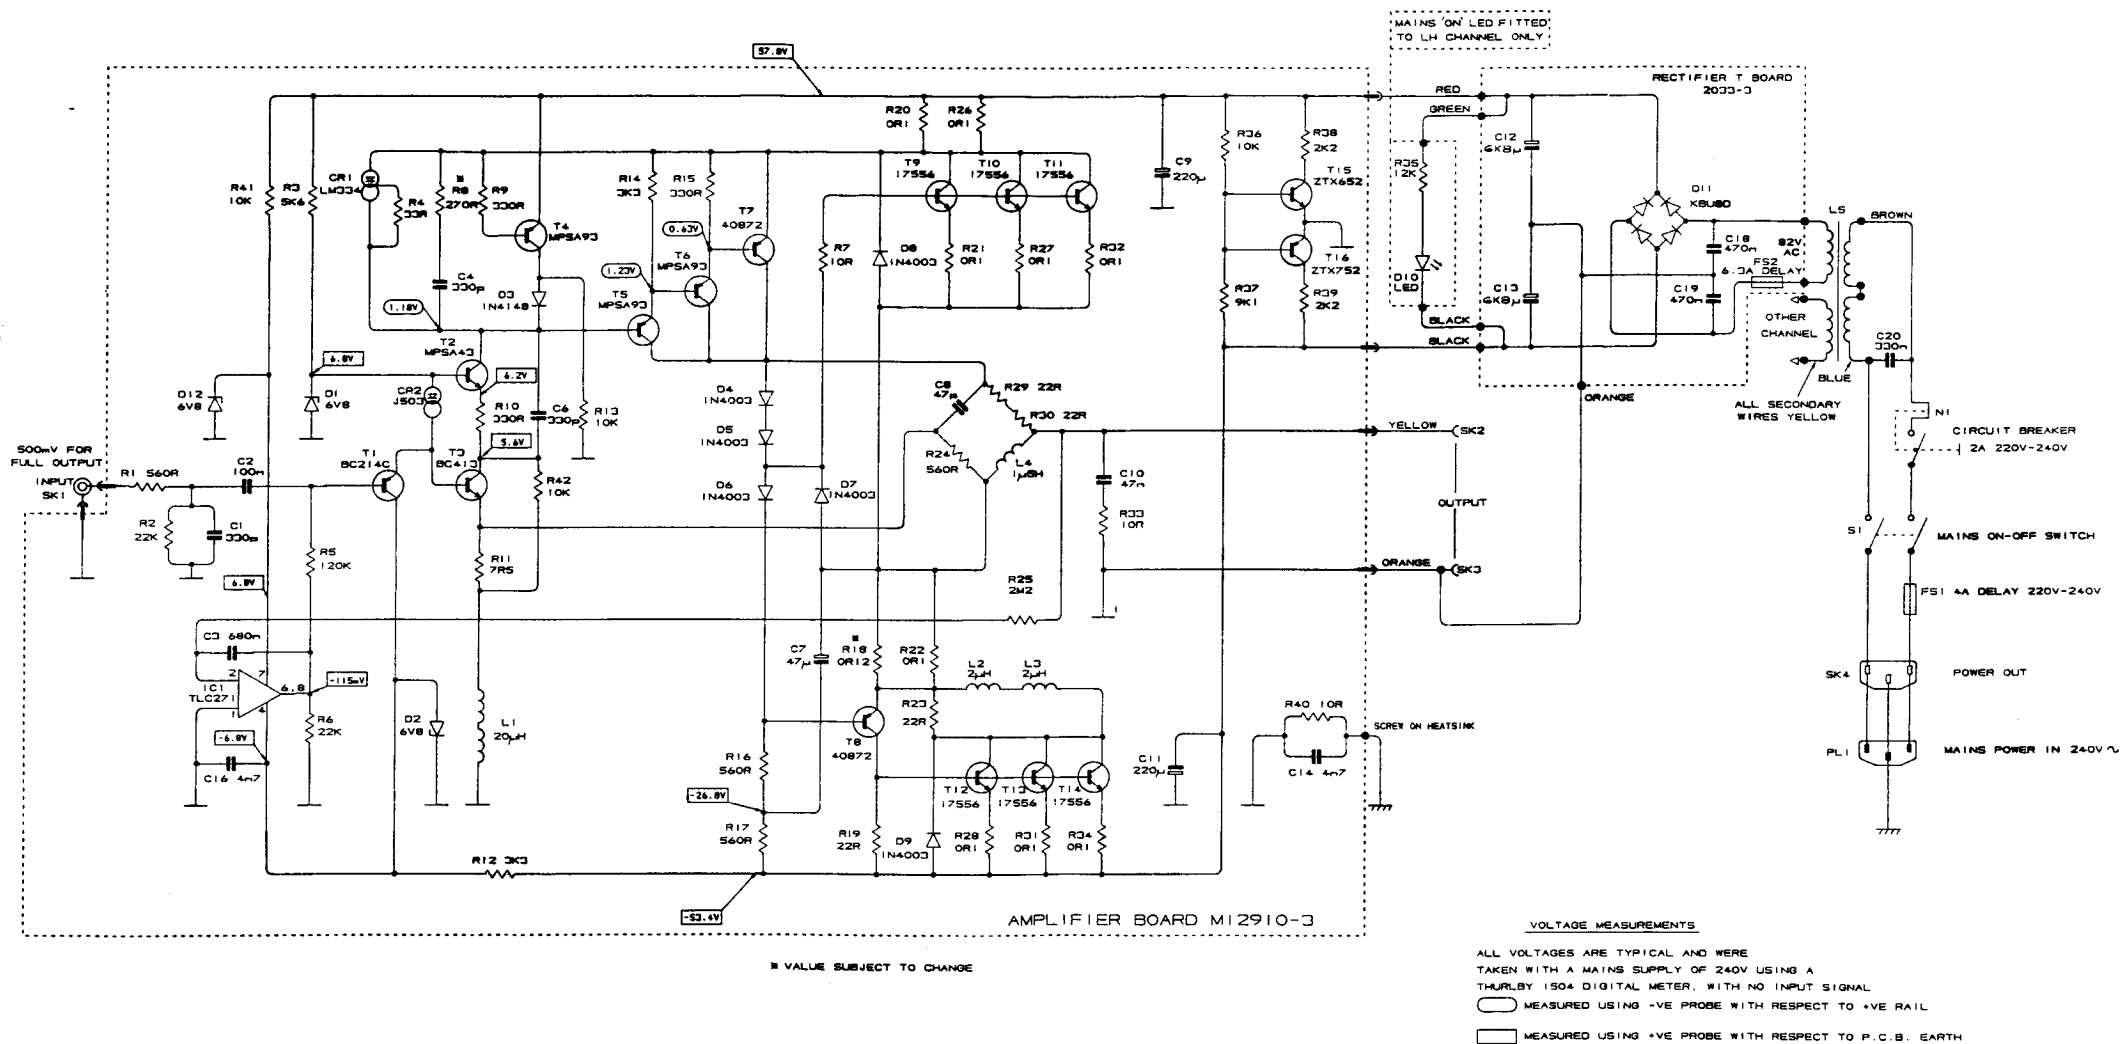 MAINS 'ON' LED FITTED
TO LH CHANNEL ONLY
57.8V
RECTIFIER T BOARD
2033-3
RED
GREEN
R20
0R1
R26
0R1
R36
10K
R38
2K2
C12
6K8µ
R41
10K
R3
5K6
CR1
LM334
R4
33R
※
R8
270R
R9
330R
T4
MPSA93
R14
3K3
R15
330R
T7
40872
0.63V
T9
17556
T10
17556
T11
17556
C9
220µ
T15
ZTX652
R35
12K
D11
KBU8D
L5
BROWN
C4
330p
D3
1N4148
1.23V
T6
MPSA93
T5
MPSA93
R7
10R
D8
1N4003
R21
0R1
R27
0R1
R32
0R1
T16
ZTX752
R37
9K1
R39
2K2
D10
LED
C13
6K8µ
C18
470n
82V
AC
FS2
6.3A DELAY
C19
470n
1.18V
T2
MPSA43
BLACK
BLACK
OTHER
CHANNEL
C20
330n
BLUE
6.8V
D12
6V8
D1
6V8
CR2
J503
6.2V
R10
330R
C6
330p
R13
10K
D4
1N4003
C8
47p
R29 22R
R30 22R
ORANGE
ALL SECONDARY
WIRES YELLOW
N1
CIRCUIT BREAKER
2A 220V-240V
500mV FOR
FULL OUTPUT
INPUT
SK1
R1 560R
C2
100n
T1
BC214C
T3
BC413
5.6V
R42
10K
D5
1N4003
D6
1N4003
D7
1N4003
R24
560R
L4
1µ8H
C10
47n
YELLOW
SK2
OUTPUT
R2
22K
C1
330p
R5
120K
R11
7R5
R33
10R
S1
MAINS ON-OFF SWITCH
ORANGE
SK3
6.8V
R25
2M2
FS1 4A DELAY 220V-240V
C3 680n
2
7
IC1
TLC271
6,8
1
4
-115mV
C7
47µ
※
R18
0R12
R22
0R1
L2
2µH
L3
2µH
SK4
POWER OUT
R6
22K
D2
6V8
L1
20µH
R23
22R
T8
40872
R40 10R
SCREW ON HEATSINK
C14 4n7
PL1
MAINS POWER IN 240V~
-6.8V
C16 4n7
R16
560R
-26.8V
T12
17556
T13
17556
T14
17556
C11
220µ
R17
560R
R19
22R
D9
1N4003
R28
0R1
R31
0R1
R34
0R1
R12 3K3
-53.4V
AMPLIFIER BOARD M12910-3
※ VALUE SUBJECT TO CHANGE
VOLTAGE MEASUREMENTS
ALL VOLTAGES ARE TYPICAL AND WERE
TAKEN WITH A MAINS SUPPLY OF 240V USING A
THURLBY 1504 DIGITAL METER, WITH NO INPUT SIGNAL
MEASURED USING -VE PROBE WITH RESPECT TO +VE RAIL
MEASURED USING +VE PROBE WITH RESPECT TO P.C.B. EARTH